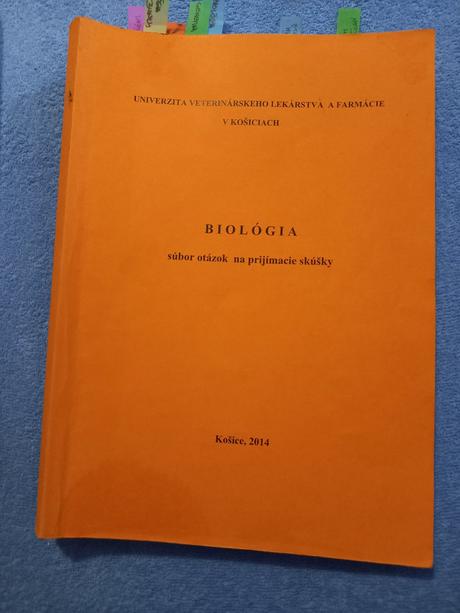 UNIVERZITA VETERINÁRSKEHO LEKÁRSTVA A FARMÁCIE
V KOŠICIACH
BIOLÓGIA
súbor otázok na prijímacie skúšky
Košice, 2014